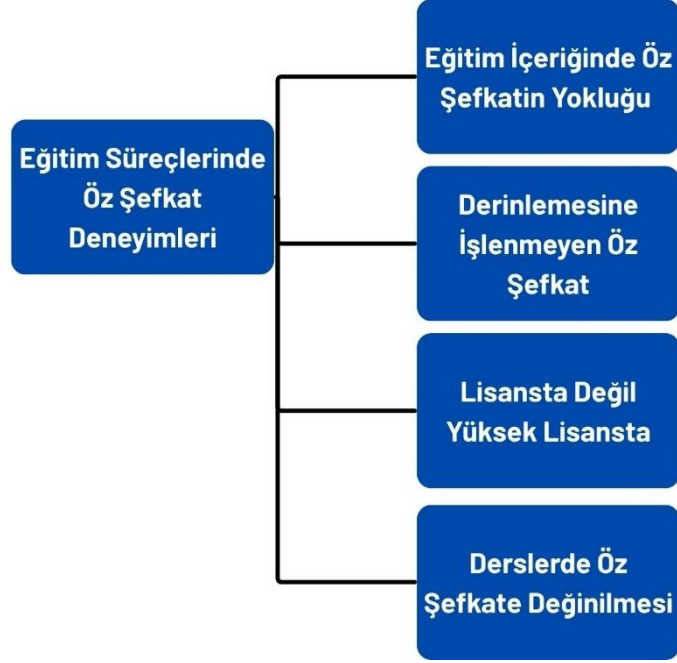 Eğitim Süreçlerinde
Öz Şefkat
Deneyimleri
Eğitim İçeriğinde Öz
Şefkatin Yokluğu
Derinlemesine
İşlenmeyen Öz
Şefkat
Lisansta Değil
Yüksek Lisansta
Derslerde Öz
Şefkate Değinilmesi